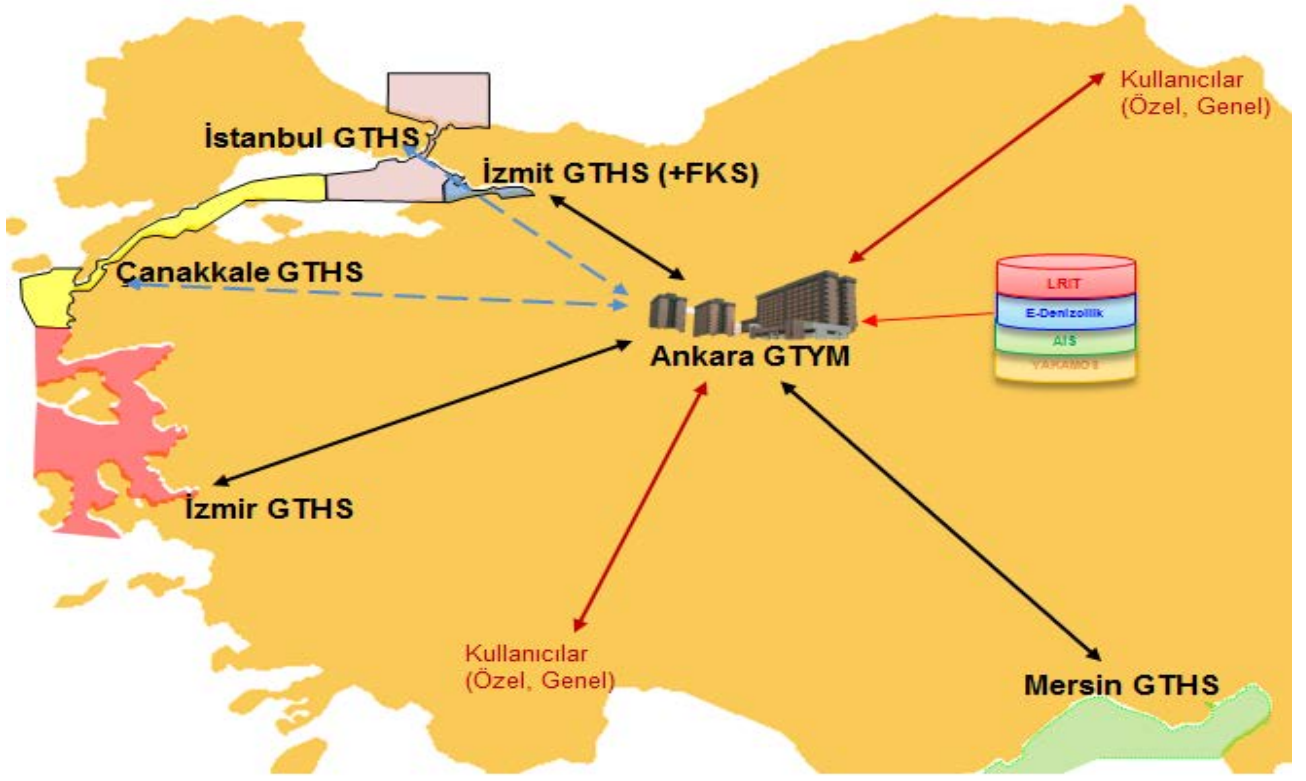 Kullanıcılar
(Özel, Genel)
İstanbul GTHS
İzmit GTHS (+FKS)
Çanakkale GTHS
LRIT
E-Denizcilik
AIS
YAKAMOS
Ankara GTYM
İzmir GTHS
Kullanıcılar
(Özel, Genel)
Mersin GTHS